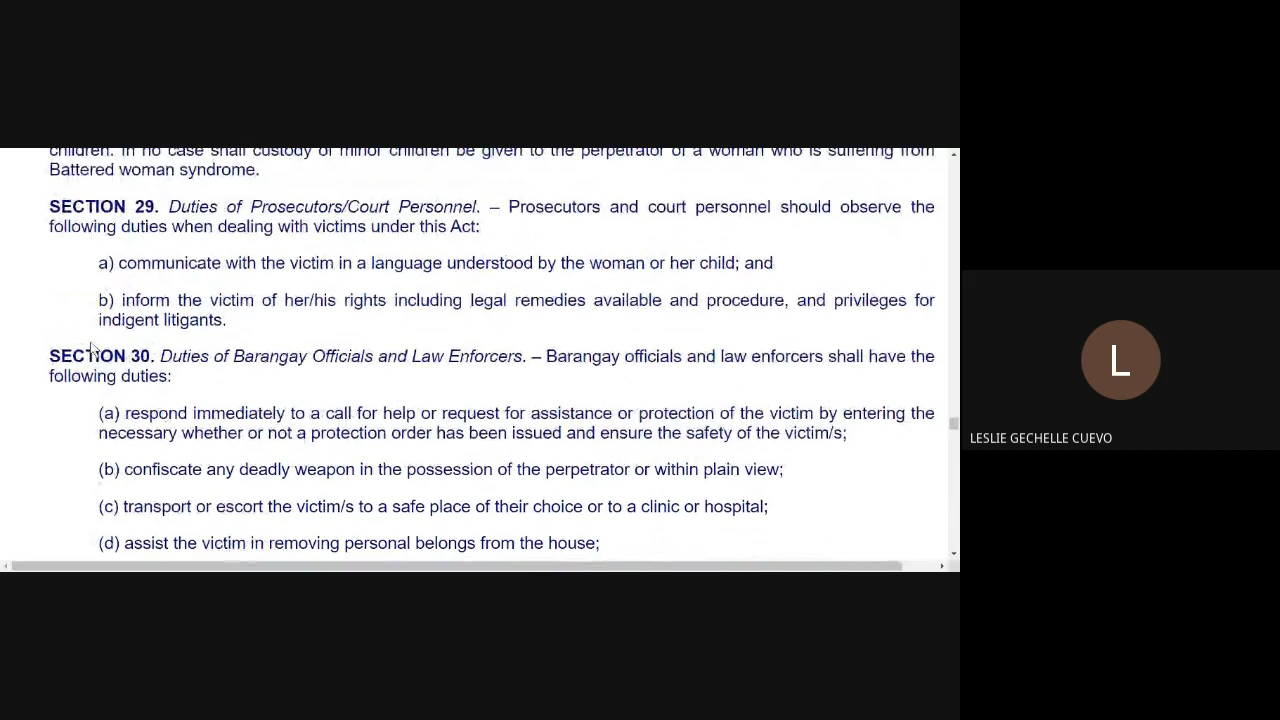 children. In no case shall custody of minor children be given to the perpetrator of a woman who is suffering from
Battered woman syndrome.
SECTION 29. Duties of Prosecutors/Court Personnel. – Prosecutors and court personnel should observe the
following duties when dealing with victims under this Act:
a) communicate with the victim in a language understood by the woman or her child; and
b) inform the victim of her/his rights including legal remedies available and procedure, and privileges for
indigent litigants.
SECTION 30. Duties of Barangay Officials and Law Enforcers. – Barangay officials and law enforcers shall have the
following duties:
(a) respond immediately to a call for help or request for assistance or protection of the victim by entering the
necessary whether or not a protection order has been issued and ensure the safety of the victim/s;
(b) confiscate any deadly weapon in the possession of the perpetrator or within plain view;
(c) transport or escort the victim/s to a safe place of their choice or to a clinic or hospital;
(d) assist the victim in removing personal belongs from the house;
L
LESLIE GECHELLE CUEVO